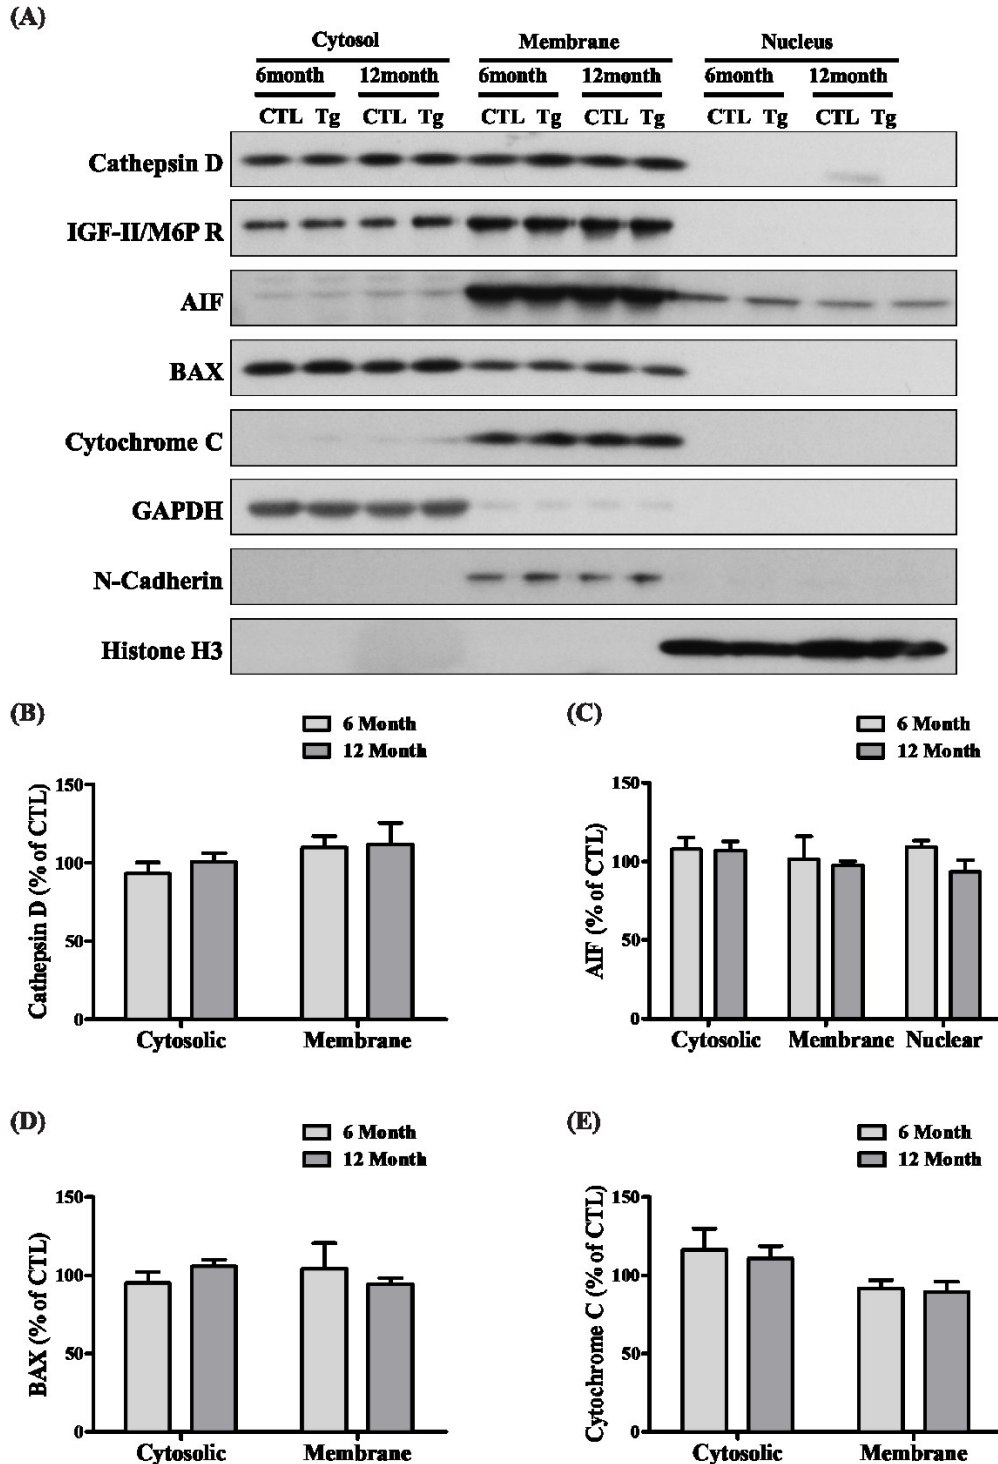 (A)
Cytosol Membrane Nucleus
6month 12month 6month 12month 6month 12month
CTL Tg CTL Tg CTL Tg CTL Tg CTL Tg CTL Tg
Cathepsin D
IGF-II/M6P R
AIF
BAX
Cytochrome C
GAPDH
N-Cadherin
Histone H3
(B)
6 Month
12 Month
Cathepsin D (% of CTL)
150
100
50
0
Cytosolic Membrane
(C)
6 Month
12 Month
AIF (% of CTL)
150
100
50
0
Cytosolic Membrane Nuclear
(D)
6 Month
12 Month
BAX (% of CTL)
150
100
50
0
Cytosolic Membrane
(E)
6 Month
12 Month
Cytochrome C (% of CTL)
150
100
50
0
Cytosolic Membrane